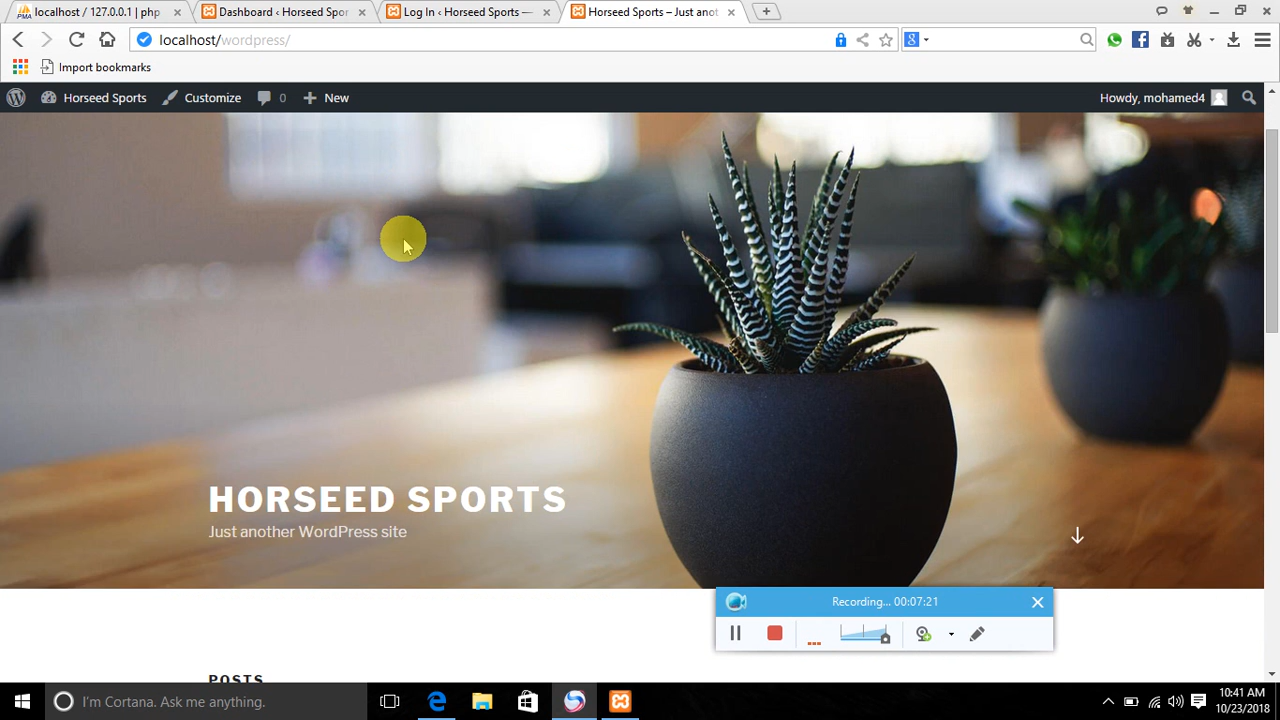 localhost / 127.0.0.1 | php
Dashboard ‹ Horseed Spor
Log In ‹ Horseed Sports —
Horseed Sports – Just anot
localhost/wordpress/
Import bookmarks
Horseed Sports
Customize
0
New
Howdy, mohamed4
HORSEED SPORTS
Just another WordPress site
Recording... 00:07:21
POSTS
I'm Cortana. Ask me anything.
10:41 AM
10/23/2018